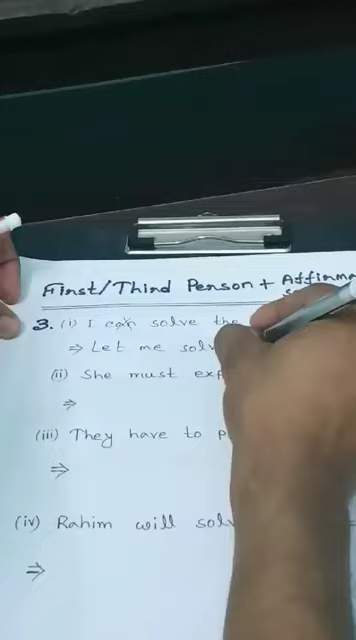 First/Third Person + Affirma
3. (i) I can solve the
⇒ Let me solv
(ii) She must exp
⇒
(iii) They have to p
⇒
(iv) Rahim will solv
⇒